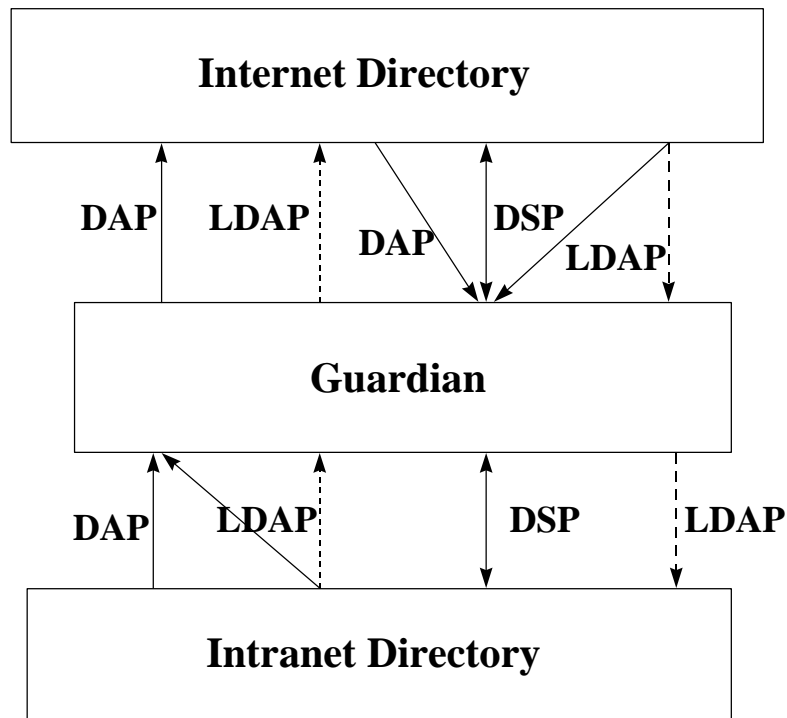 Internet Directory
DAP
LDAP
DAP
DSP
LDAP
Guardian
DAP
LDAP
DSP
LDAP
Intranet Directory